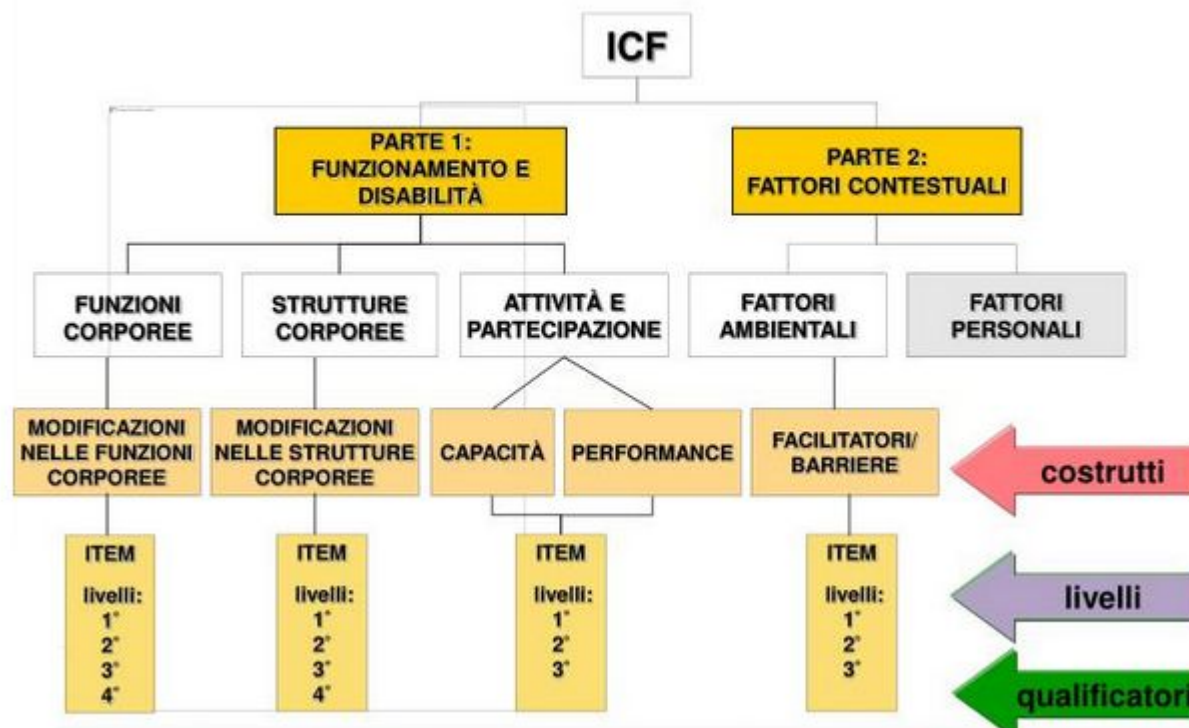 ICF
PARTE 1:
FUNZIONAMENTO E
DISABILITÀ
PARTE 2:
FATTORI CONTESTUALI
FUNZIONI
CORPOREE
STRUTTURE
CORPOREE
ATTIVITÀ E
PARTECIPAZIONE
FATTORI
AMBIENTALI
FATTORI
PERSONALI
MODIFICAZIONI
NELLE FUNZIONI
CORPOREE
MODIFICAZIONI
NELLE STRUTTURE
CORPOREE
CAPACITÀ
PERFORMANCE
FACILITATORI/
BARRIERE
costrutti
ITEM
livelli:
1°
2°
3°
4°
ITEM
livelli:
1°
2°
3°
4°
ITEM
livelli:
1°
2°
3°
ITEM
livelli:
1°
2°
3°
livelli
qualificatori